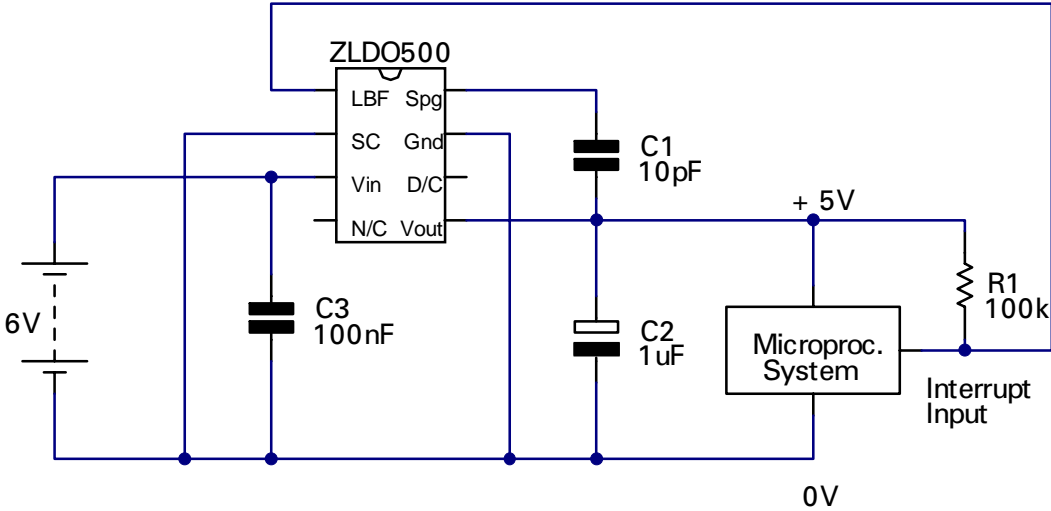 ZLDO500
LBF Spg
SC Gnd
Vin D/C
N/C Vout
C1
10pF
+ 5V
R1
100k
6V
C3
100nF
C2
1uF
Microproc.
System
Interrupt
Input
0V